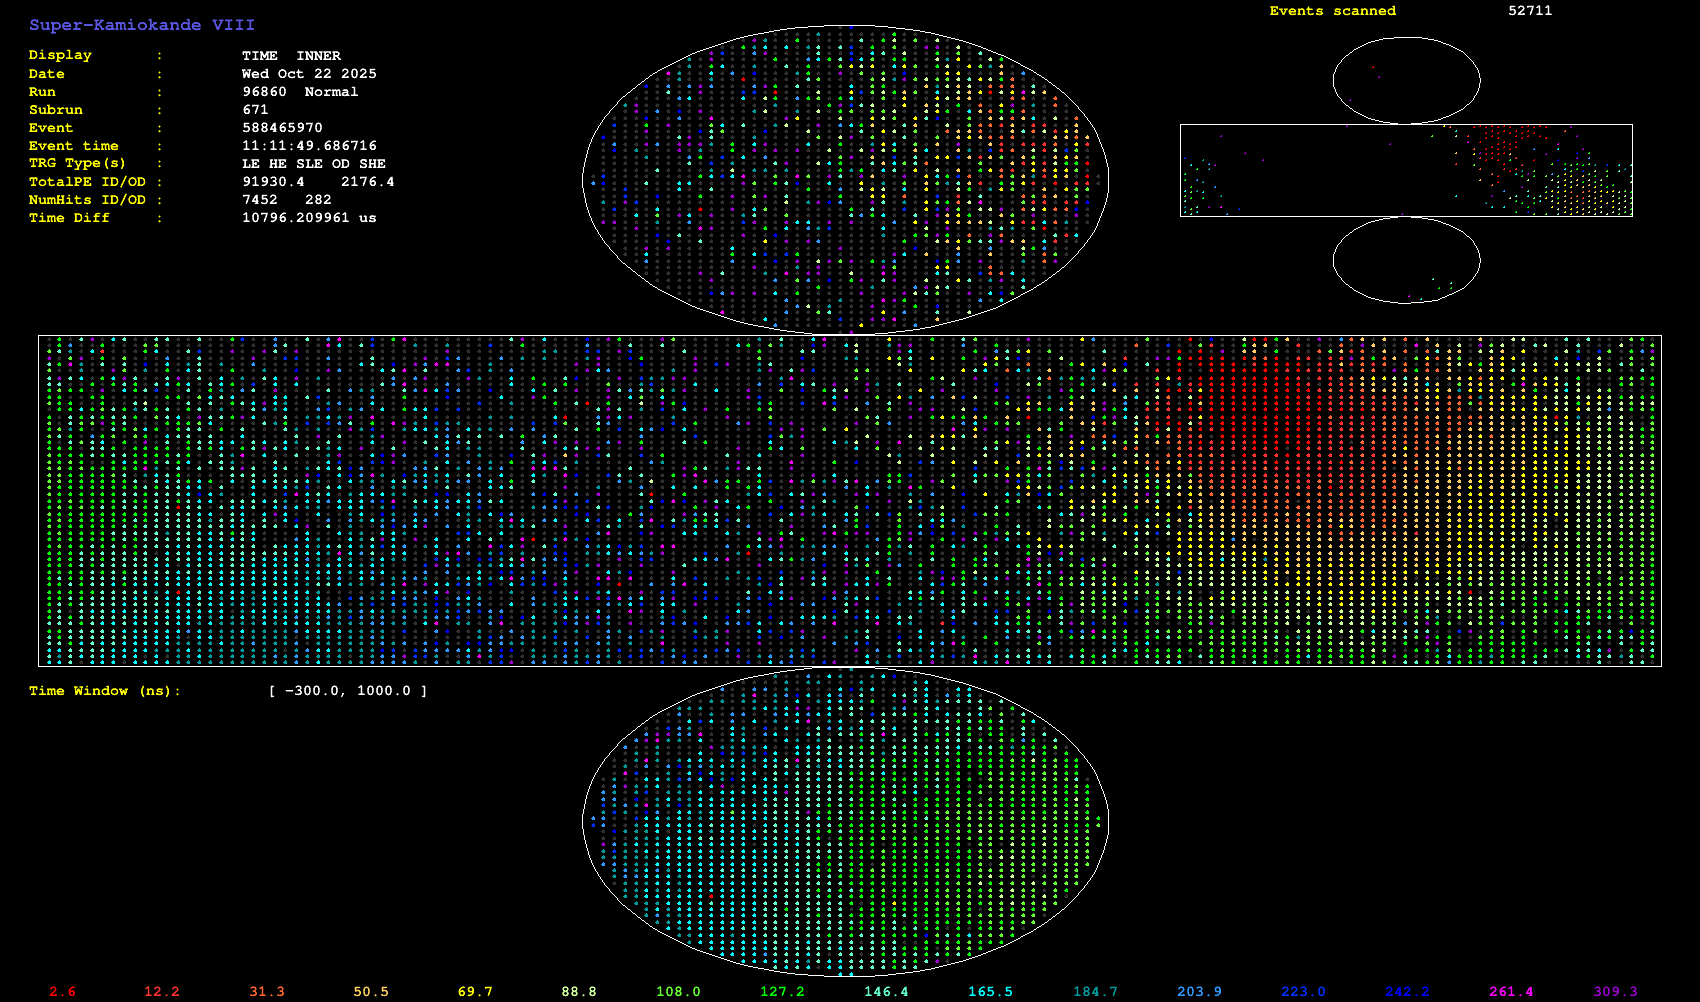 Super-Kamiokande VIII
Display : TIME INNER
Date : Wed Oct 22 2025
Run : 96860 Normal
Subrun : 671
Event : 588465970
Event time : 11:11:49.686716
TRG Type(s) : LE HE SLE OD SHE
TotalPE ID/OD : 91930.4 2176.4
NumHits ID/OD : 7452 282
Time Diff : 10796.209961 us
Events scanned 52711
Time Window (ns): [ -300.0, 1000.0 ]
2.6 12.2 31.3 50.5 69.7 88.8 108.0 127.2 146.4 165.5 184.7 203.9 223.0 242.2 261.4 309.3